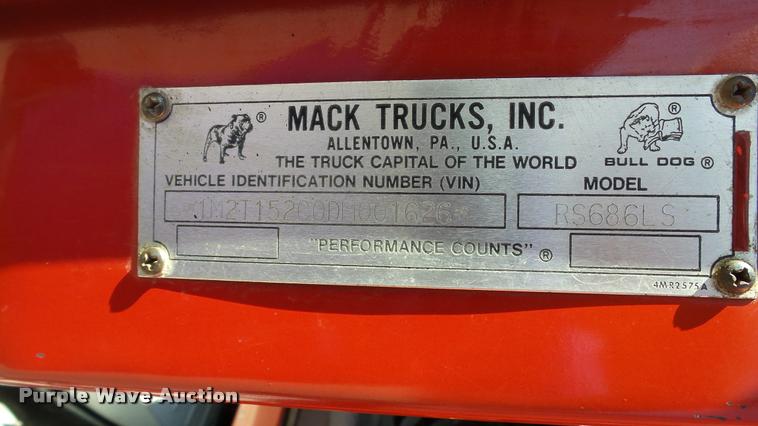 MACK TRUCKS, INC.
ALLENTOWN, PA., U.S.A.
THE TRUCK CAPITAL OF THE WORLD
BULL DOG ®
VEHICLE IDENTIFICATION NUMBER (VIN)
MODEL
RS686LS
"PERFORMANCE COUNTS" ®
4MR2575A
Purple Wave Auction